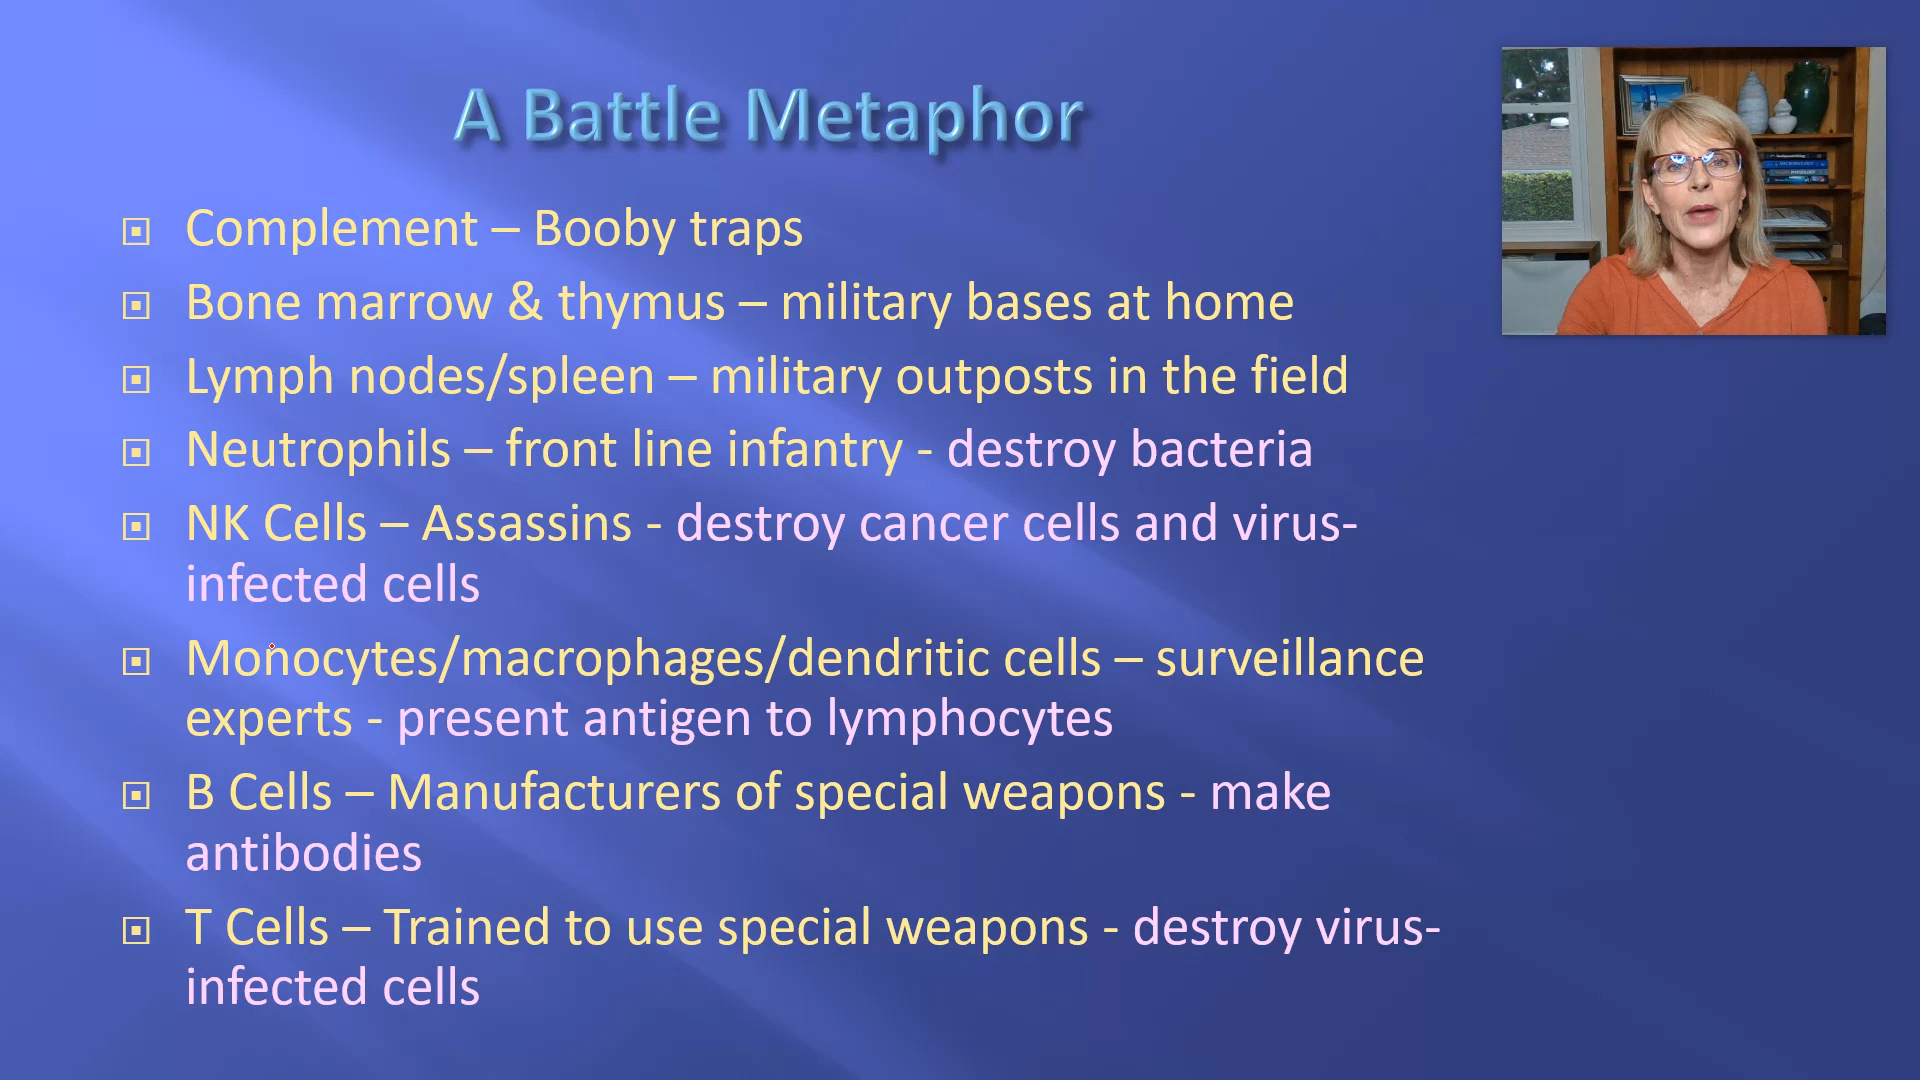 A Battle Metaphor
Complement – Booby traps
Bone marrow & thymus – military bases at home
Lymph nodes/spleen – military outposts in the field
Neutrophils – front line infantry - destroy bacteria
NK Cells – Assassins - destroy cancer cells and virus-
infected cells
Monocytes/macrophages/dendritic cells – surveillance
experts - present antigen to lymphocytes
B Cells – Manufacturers of special weapons - make
antibodies
T Cells – Trained to use special weapons - destroy virus-
infected cells